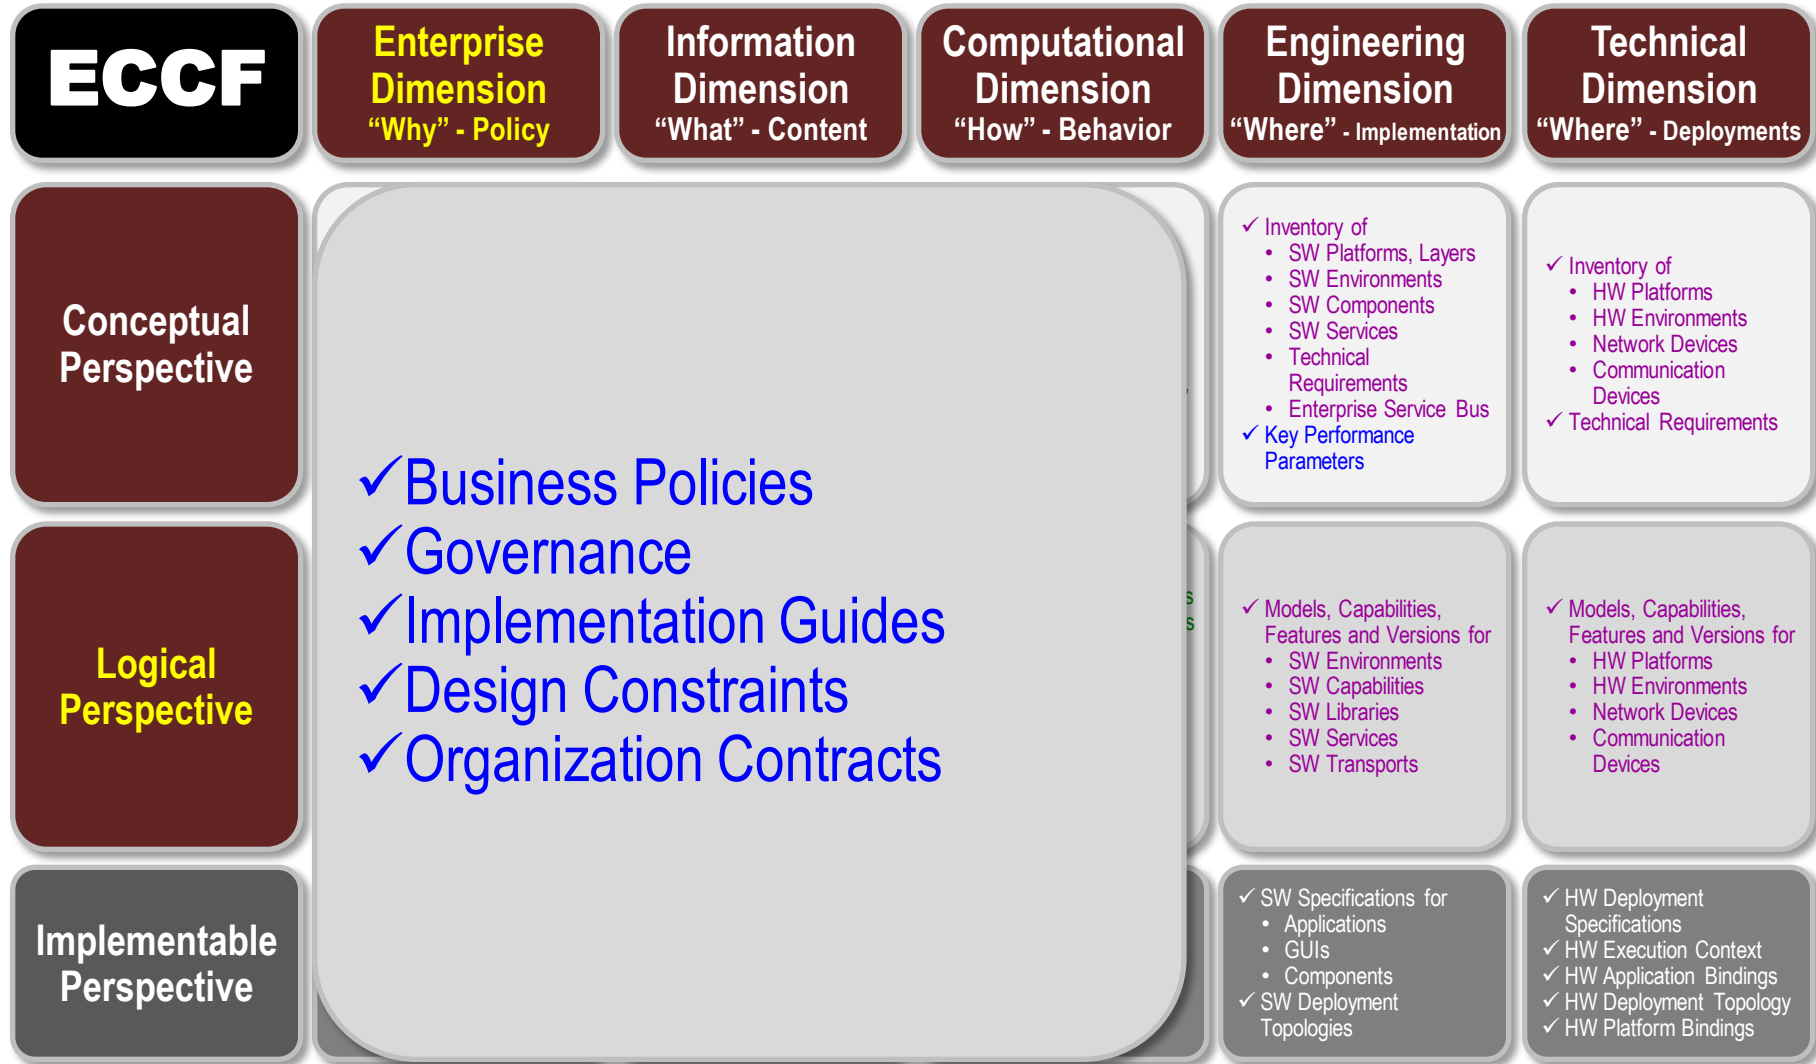 ECCF
Enterprise
Dimension
“Why” - Policy
Information
Dimension
“What” - Content
Computational
Dimension
“How” - Behavior
Engineering
Dimension
“Where” - Implementation
Technical
Dimension
“Where” - Deployments
Conceptual
Perspective
✓ Inventory of
• SW Platforms, Layers
• SW Environments
• SW Components
• SW Services
• Technical
Requirements
• Enterprise Service Bus
✓ Key Performance
Parameters
✓ Inventory of
• HW Platforms
• HW Environments
• Network Devices
• Communication
Devices
✓ Technical Requirements
✓Business Policies
✓Governance
✓Implementation Guides
✓Design Constraints
✓Organization Contracts
Logical
Perspective
s
s
✓ Models, Capabilities,
Features and Versions for
• SW Environments
• SW Capabilities
• SW Libraries
• SW Services
• SW Transports
✓ Models, Capabilities,
Features and Versions for
• HW Platforms
• HW Environments
• Network Devices
• Communication
Devices
Implementable
Perspective
✓ SW Specifications for
• Applications
• GUIs
• Components
✓ SW Deployment
Topologies
✓ HW Deployment
Specifications
✓ HW Execution Context
✓ HW Application Bindings
✓ HW Deployment Topology
✓ HW Platform Bindings